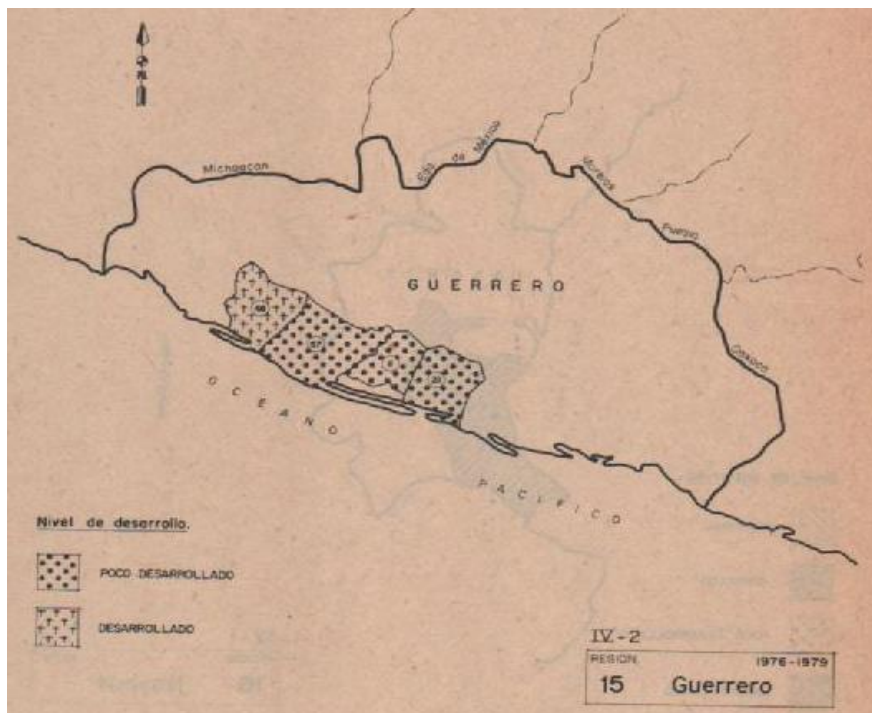 Michoacan
Edo. de México
Morelos
Puebla
Oaxaca
GUERRERO
66
OCEANO
PACIFICO
Nivel de desarrollo.
POCO DESARROLLADO
DESARROLLADO
IV.-2
REGION 1976-1979
15 Guerrero